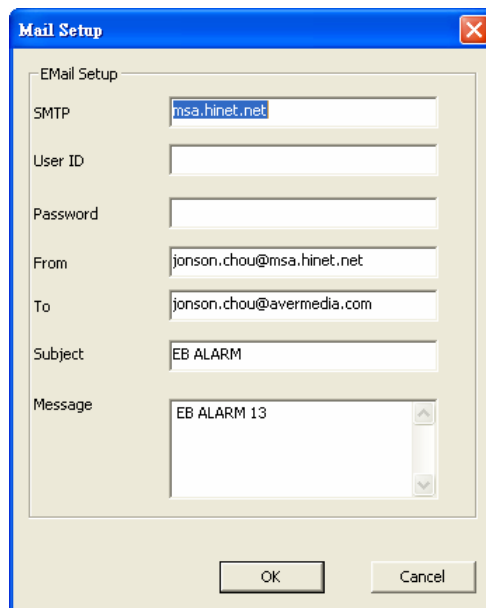 Mail Setup
EMail Setup
SMTP msa.hinet.net
User ID
Password
From jonson.chou@msa.hinet.net
To jonson.chou@avermedia.com
Subject EB ALARM
Message EB ALARM 13
OK Cancel